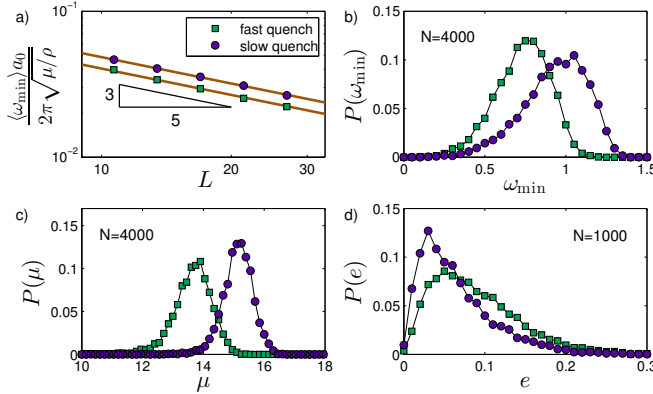 a)
10⁻¹
10⁻²
⟨ω_min⟩a₀
2π√μ/ρ
fast quench
slow quench
3
5
10
20
30
L
b)
N=4000
0.15
0.1
0.05
0
P(ω_min)
0
0.5
1
1.5
ω_min
c)
N=4000
0.15
0.1
0.05
0
P(μ)
10
12
14
16
18
μ
d)
N=1000
0.15
0.1
0.05
0
P(e)
0
0.1
0.2
0.3
e